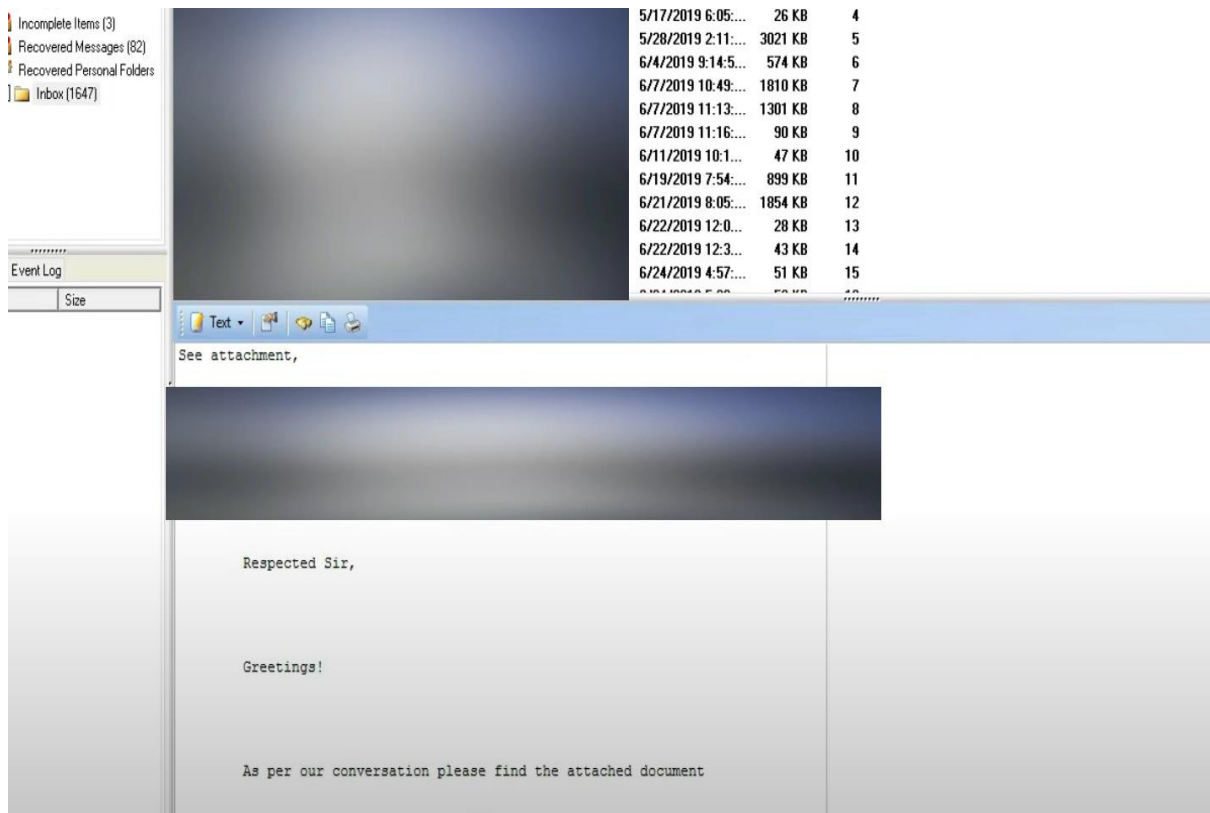 Incomplete Items (3)
Recovered Messages (82)
Recovered Personal Folders
Inbox (1647)
5/17/2019 6:05:... 26 KB 4
5/28/2019 2:11:... 3021 KB 5
6/4/2019 9:14:5... 574 KB 6
6/7/2019 10:49:... 1810 KB 7
6/7/2019 11:13:... 1301 KB 8
6/7/2019 11:16:... 90 KB 9
6/11/2019 10:1... 47 KB 10
6/19/2019 7:54:... 899 KB 11
6/21/2019 8:05:... 1854 KB 12
6/22/2019 12:0... 28 KB 13
6/22/2019 12:3... 43 KB 14
6/24/2019 4:57:... 51 KB 15
Event Log
Size
Text
See attachment,
Respected Sir,
Greetings!
As per our conversation please find the attached document